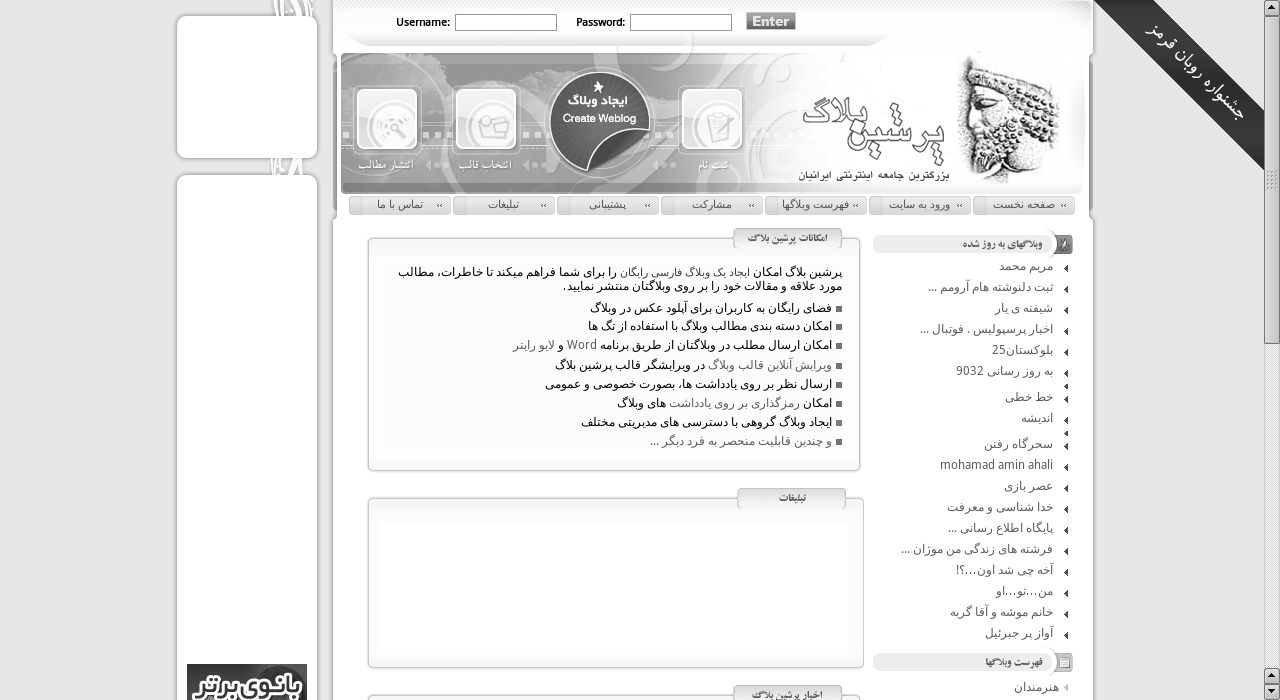 Username: Password: Enter
جشنواره روبان قرمز
ایجاد وبلاگ
Create Weblog
پرشین بلاگ
بزرگترین جامعه اینترنتی ایرانیان
ثبت نام
انتخاب قالب
انتشار مطالب
صفحه نخست
ورود به سایت
فهرست وبلاگها
مشارکت
پشتیبانی
تبلیغات
تماس با ما
وبلاگهای به روز شده
مریم محمد
ثبت دلنوشته هام آرومم ...
شیفته ی یار
اخبار پرسپولیس . فوتبال ...
بلوکستان25
به روز رسانی 9032
خط خطی
اندیشه
سحرگاه رفتن
mohamad amin ahali
عصر بازی
خدا شناسی و معرفت
پایگاه اطلاع رسانی ...
فرشته های زندگی من موژان ...
آخه چی شد اون...؟!
من...تو...او
خانم موشه و آقا گربه
آواز پر جبرئیل
فهرست وبلاگها
هنرمندان
امکانات پرشین بلاگ
پرشین بلاگ امکان ایجاد یک وبلاگ فارسی رایگان را برای شما فراهم میکند تا خاطرات، مطالب
مورد علاقه و مقالات خود را بر روی وبلاگتان منتشر نمایید.
فضای رایگان به کاربران برای آپلود عکس در وبلاگ
امکان دسته بندی مطالب وبلاگ با استفاده از تگ ها
امکان ارسال مطلب در وبلاگتان از طریق برنامه Word و لایو رایتر
ویرایش آنلاین قالب وبلاگ در ویرایشگر قالب پرشین بلاگ
ارسال نظر بر روی یادداشت ها، بصورت خصوصی و عمومی
امکان رمزگذاری بر روی یادداشت های وبلاگ
ایجاد وبلاگ گروهی با دسترسی های مدیریتی مختلف
و چندین قابلیت منحصر به فرد دیگر ...
تبلیغات
اخبار پرشین بلاگ
بانوی برتر